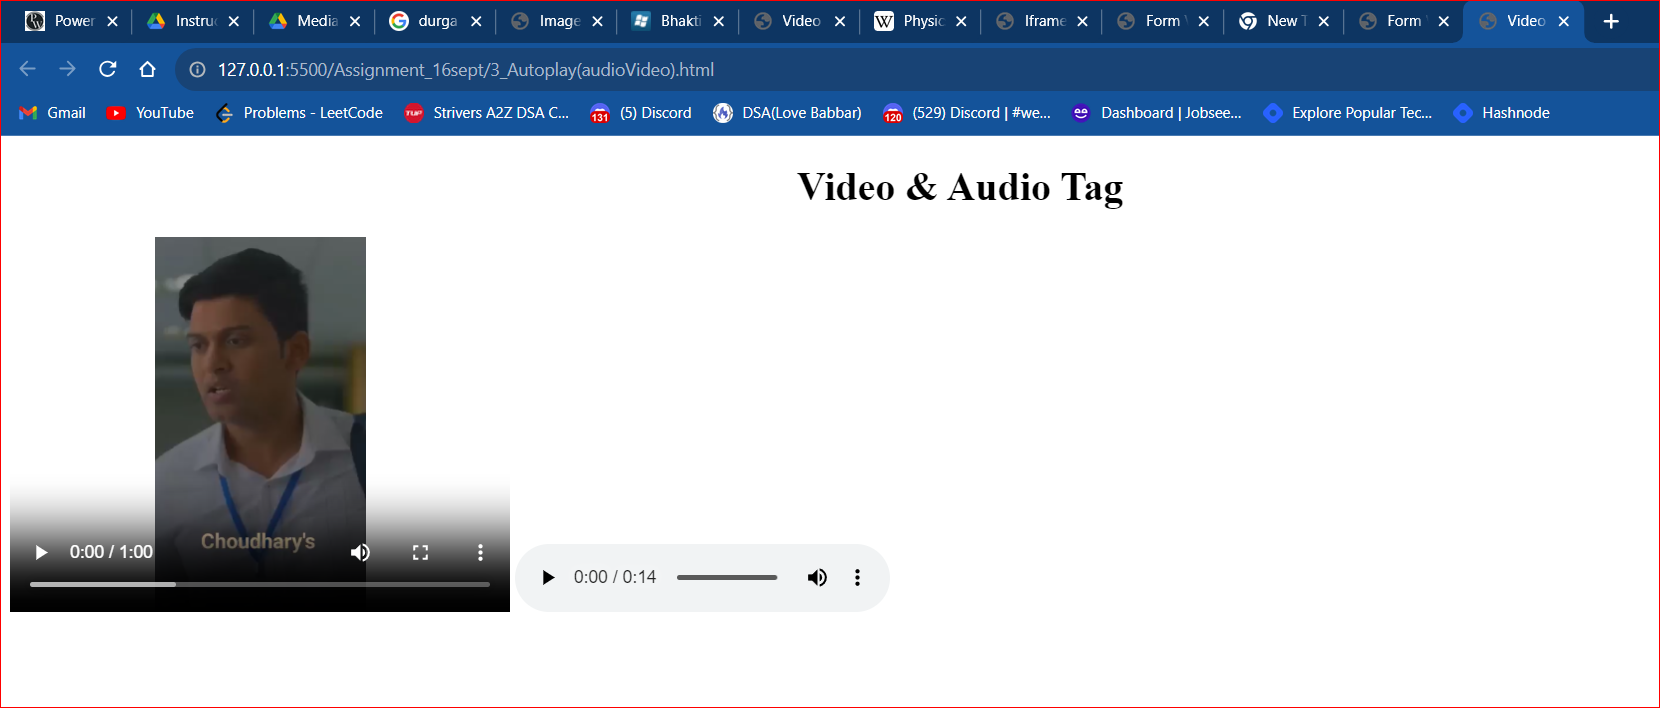 Power Instruc Media durga Image Bhakti Video Physic Iframe Form New T Form Video
127.0.0.1:5500/Assignment_16sept/3_Autoplay(audioVideo).html
Gmail YouTube Problems - LeetCode TUF Strivers A2Z DSA C... 131 (5) Discord DSA(Love Babbar) 120 (529) Discord | #we... Dashboard | Jobsee... Explore Popular Tec... Hashnode
Video & Audio Tag
Choudhary's
0:00 / 1:00
0:00 / 0:14